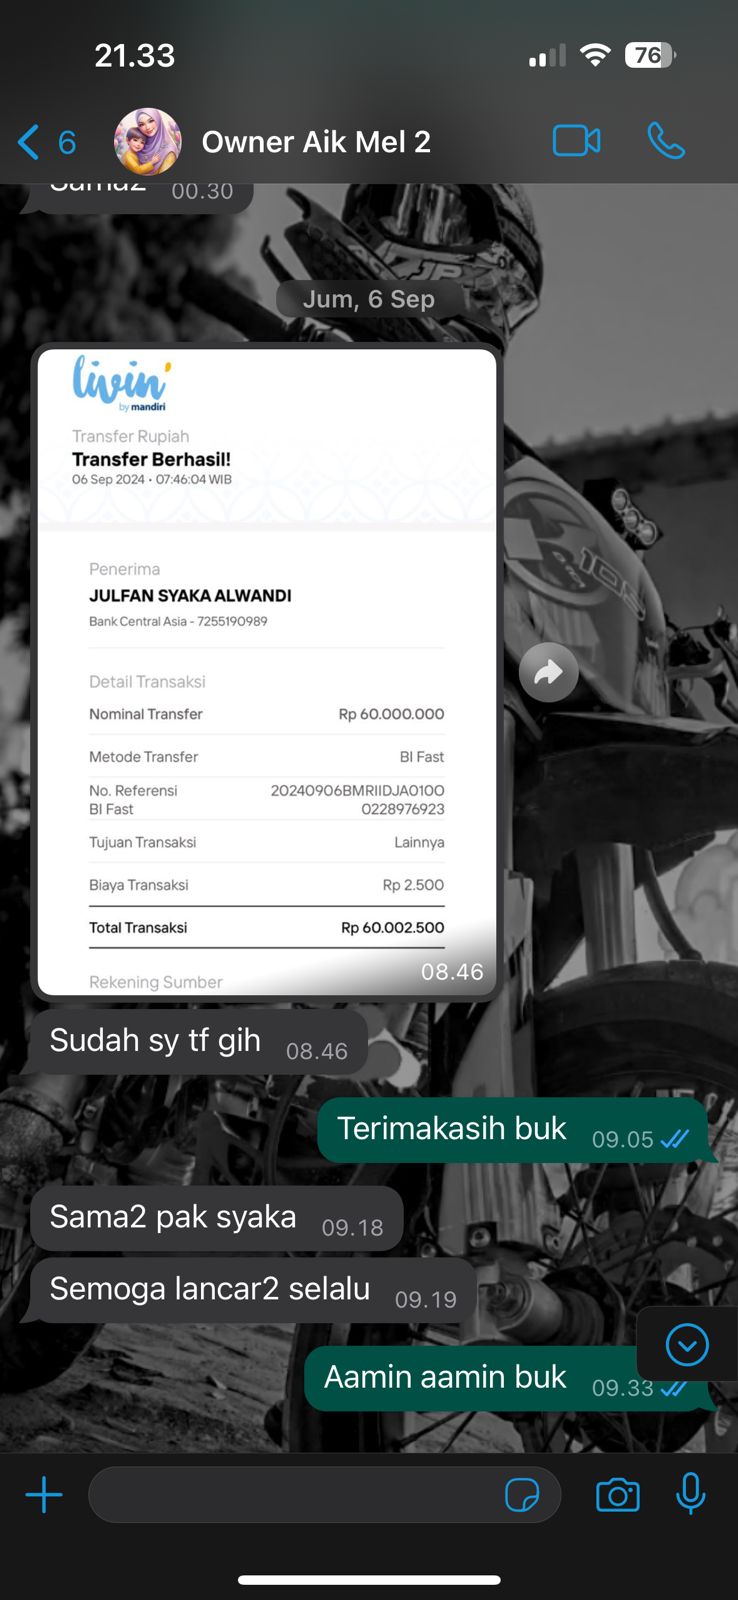 21.33
76
6
Owner Aik Mel 2
Sama2 00.30
Jum, 6 Sep
livin'
by mandiri
Transfer Rupiah
Transfer Berhasil!
06 Sep 2024 • 07:46:04 WIB
Penerima
JULFAN SYAKA ALWANDI
Bank Central Asia - 7255190989
Detail Transaksi
Nominal Transfer Rp 60.000.000
Metode Transfer BI Fast
No. Referensi 20240906BMRIIDJA010O
BI Fast 0228976923
Tujuan Transaksi Lainnya
Biaya Transaksi Rp 2.500
Total Transaksi Rp 60.002.500
Rekening Sumber
08.46
Sudah sy tf gih 08.46
Terimakasih buk 09.05
Sama2 pak syaka 09.18
Semoga lancar2 selalu 09.19
Aamin aamin buk 09.33